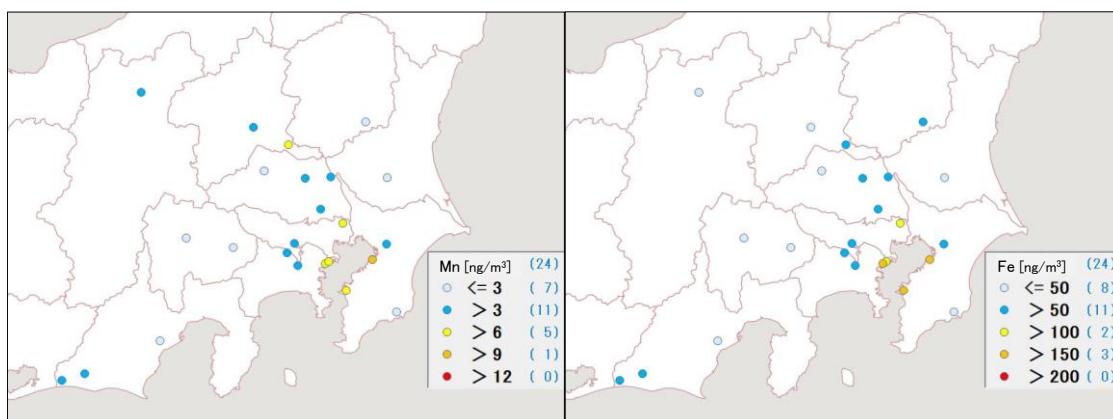 Mn [ng/m³] (24)
<= 3 ( 7)
> 3 (11)
> 6 ( 5)
> 9 ( 1)
> 12 ( 0)
Fe [ng/m³] (24)
<= 50 ( 8)
> 50 (11)
> 100 ( 2)
> 150 ( 3)
> 200 ( 0)